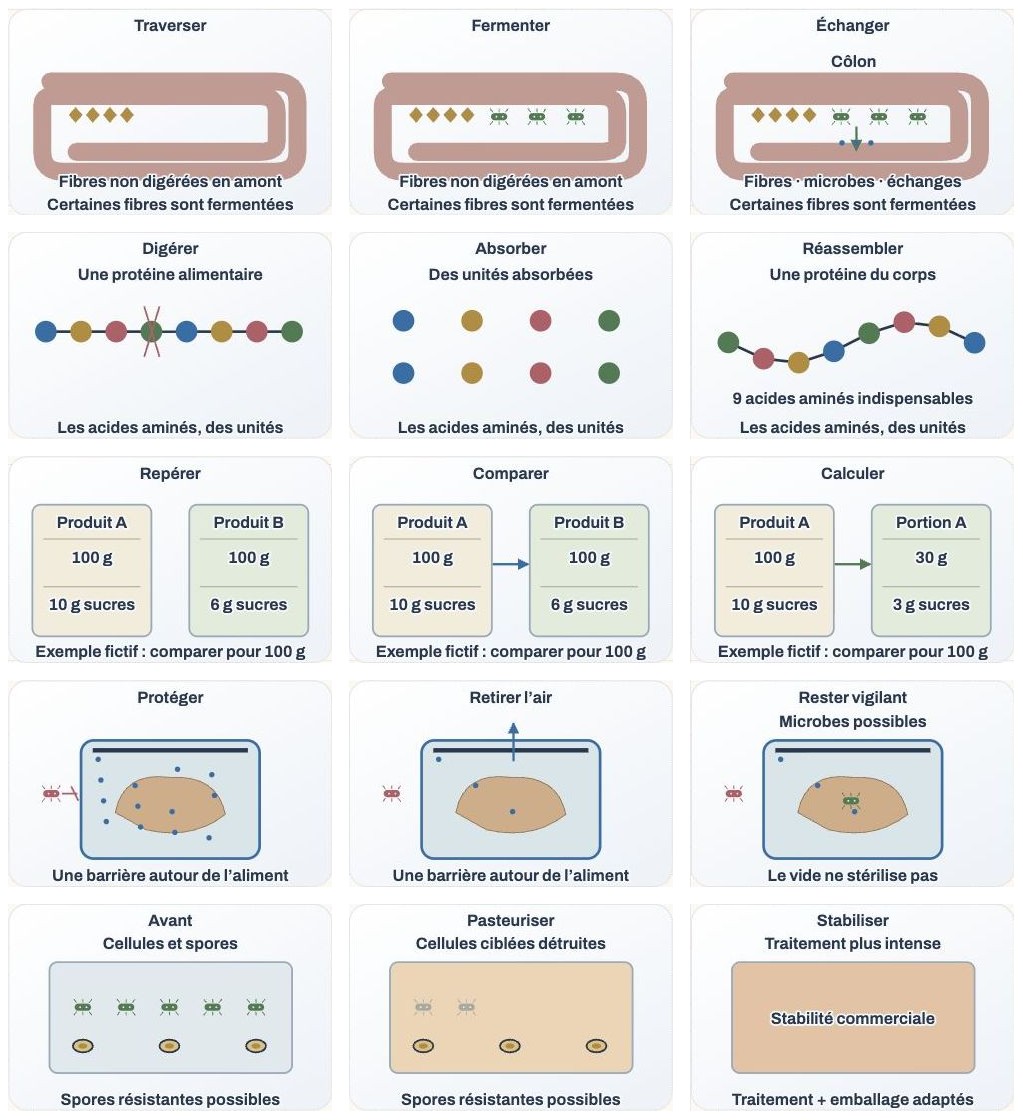 Traverser
Fibres non digérées en amont
Certaines fibres sont fermentées
Fermenter
Fibres non digérées en amont
Certaines fibres sont fermentées
Échanger
Côlon
Fibres · microbes · échanges
Certaines fibres sont fermentées
Digérer
Une protéine alimentaire
Les acides aminés, des unités
Absorber
Des unités absorbées
Les acides aminés, des unités
Réassembler
Une protéine du corps
9 acides aminés indispensables
Les acides aminés, des unités
Repérer
Produit A
100 g
10 g sucres
Produit B
100 g
6 g sucres
Exemple fictif : comparer pour 100 g
Comparer
Produit A
100 g
10 g sucres
Produit B
100 g
6 g sucres
Exemple fictif : comparer pour 100 g
Calculer
Produit A
100 g
10 g sucres
Portion A
30 g
3 g sucres
Exemple fictif : comparer pour 100 g
Protéger
Une barrière autour de l’aliment
Retirer l’air
Une barrière autour de l’aliment
Rester vigilant
Microbes possibles
Le vide ne stérilise pas
Avant
Cellules et spores
Spores résistantes possibles
Pasteuriser
Cellules ciblées détruites
Spores résistantes possibles
Stabiliser
Traitement plus intense
Stabilité commerciale
Traitement + emballage adaptés